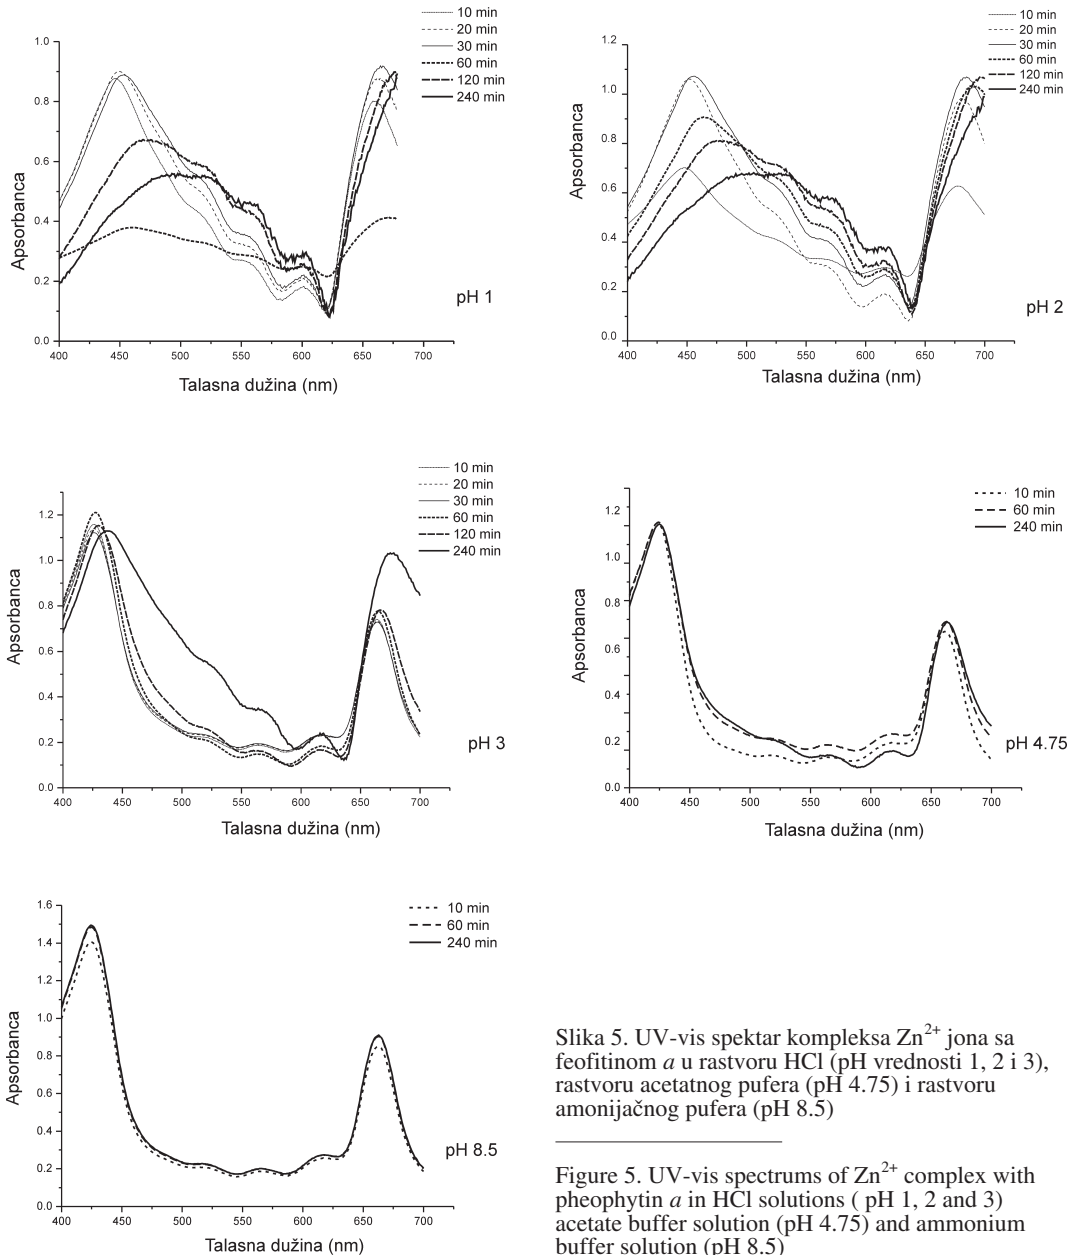 10 min
20 min
30 min
60 min
120 min
240 min
1.0
0.8
0.6
0.4
0.2
0.0
Apsorbanca
400 450 500 550 600 650 700
Talasna dužina (nm)
pH 1
10 min
20 min
30 min
60 min
120 min
240 min
1.2
1.0
0.8
0.6
0.4
0.2
0.0
Apsorbanca
400 450 500 550 600 650 700
Talasna dužina (nm)
pH 2
10 min
20 min
30 min
60 min
120 min
240 min
1.2
1.0
0.8
0.6
0.4
0.2
0.0
Apsorbanca
400 450 500 550 600 650 700
Talasna dužina (nm)
pH 3
10 min
60 min
240 min
1.2
1.0
0.8
0.6
0.4
0.2
0.0
Apsorbanca
400 450 500 550 600 650 700
Talasna dužina (nm)
pH 4.75
10 min
60 min
240 min
1.6
1.4
1.2
1.0
0.8
0.6
0.4
0.2
0.0
Apsorbanca
400 450 500 550 600 650 700
Talasna dužina (nm)
pH 8.5
Slika 5. UV-vis spektar kompleksa Zn2+ jona sa
feofitinom a u rastvoru HCl (pH vrednosti 1, 2 i 3),
rastvoru acetatnog pufera (pH 4.75) i rastvoru
amonijačnog pufera (pH 8.5)
Figure 5. UV-vis spectrums of Zn2+ complex with
pheophytin a in HCl solutions ( pH 1, 2 and 3)
acetate buffer solution (pH 4.75) and ammonium
buffer solution (pH 8.5)